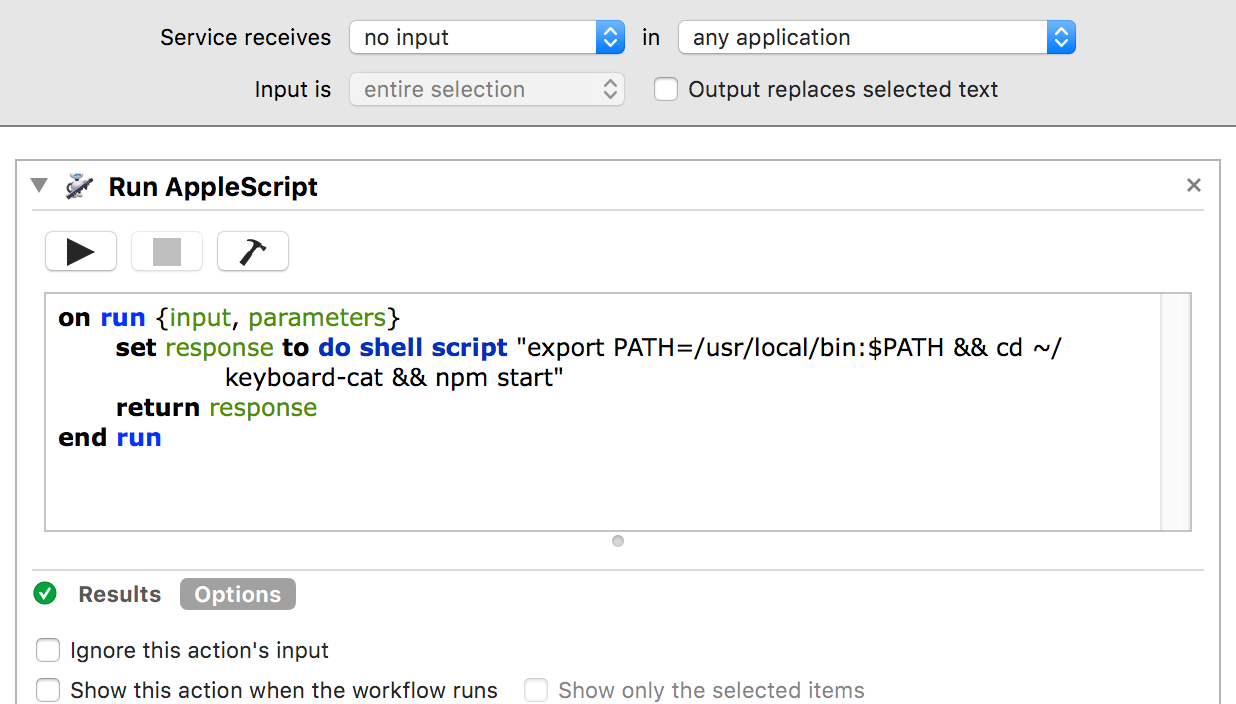 Service receives no input in any application
Input is entire selection Output replaces selected text
Run AppleScript
on run {input, parameters}
set response to do shell script "export PATH=/usr/local/bin:$PATH && cd ~/
keyboard-cat && npm start"
return response
end run
Results Options
Ignore this action's input
Show this action when the workflow runs Show only the selected items